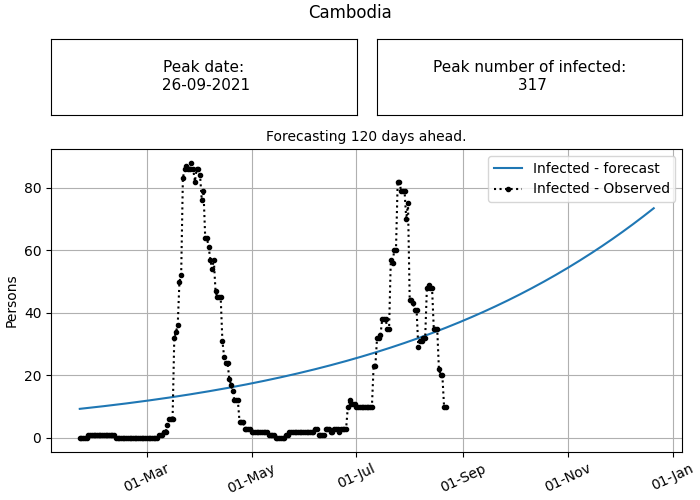 Cambodia
Peak date:
26-09-2021
Peak number of infected:
317
Forecasting 120 days ahead.
Infected - forecast
Infected - Observed
Persons
80
60
40
20
0
01-Mar
01-May
01-Jul
01-Sep
01-Nov
01-Jan